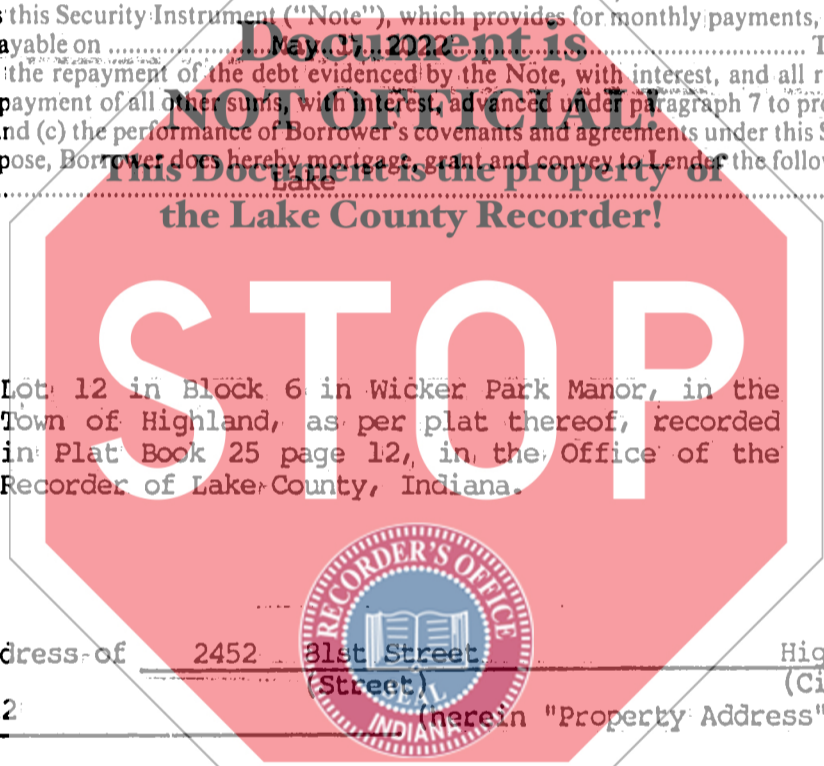 this Security Instrument ("Note"), which provides for monthly payments,
ayable on May 17, 2022 T
the repayment of the debt evidenced by the Note, with interest, and all r
payment of all other sums, with interest, advanced under paragraph 7 to pro
nd (c) the performance of Borrower's covenants and agreements under this S
pose, Borrower does hereby mortgage, grant and convey to Lender the follow
Lake
Document is
NOT OFFICIAL!
This Document is the property of
the Lake County Recorder!
STOP
Lot 12 in Block 6 in Wicker Park Manor, in the
Town of Highland, as per plat thereof, recorded
in Plat Book 25 page 12, in the Office of the
Recorder of Lake County, Indiana.
RECORDER'S OFFICE
SEAL
INDIANA
dress of 2452 81st Street Hig
(Street) (Ci
2 (herein "Property Address"